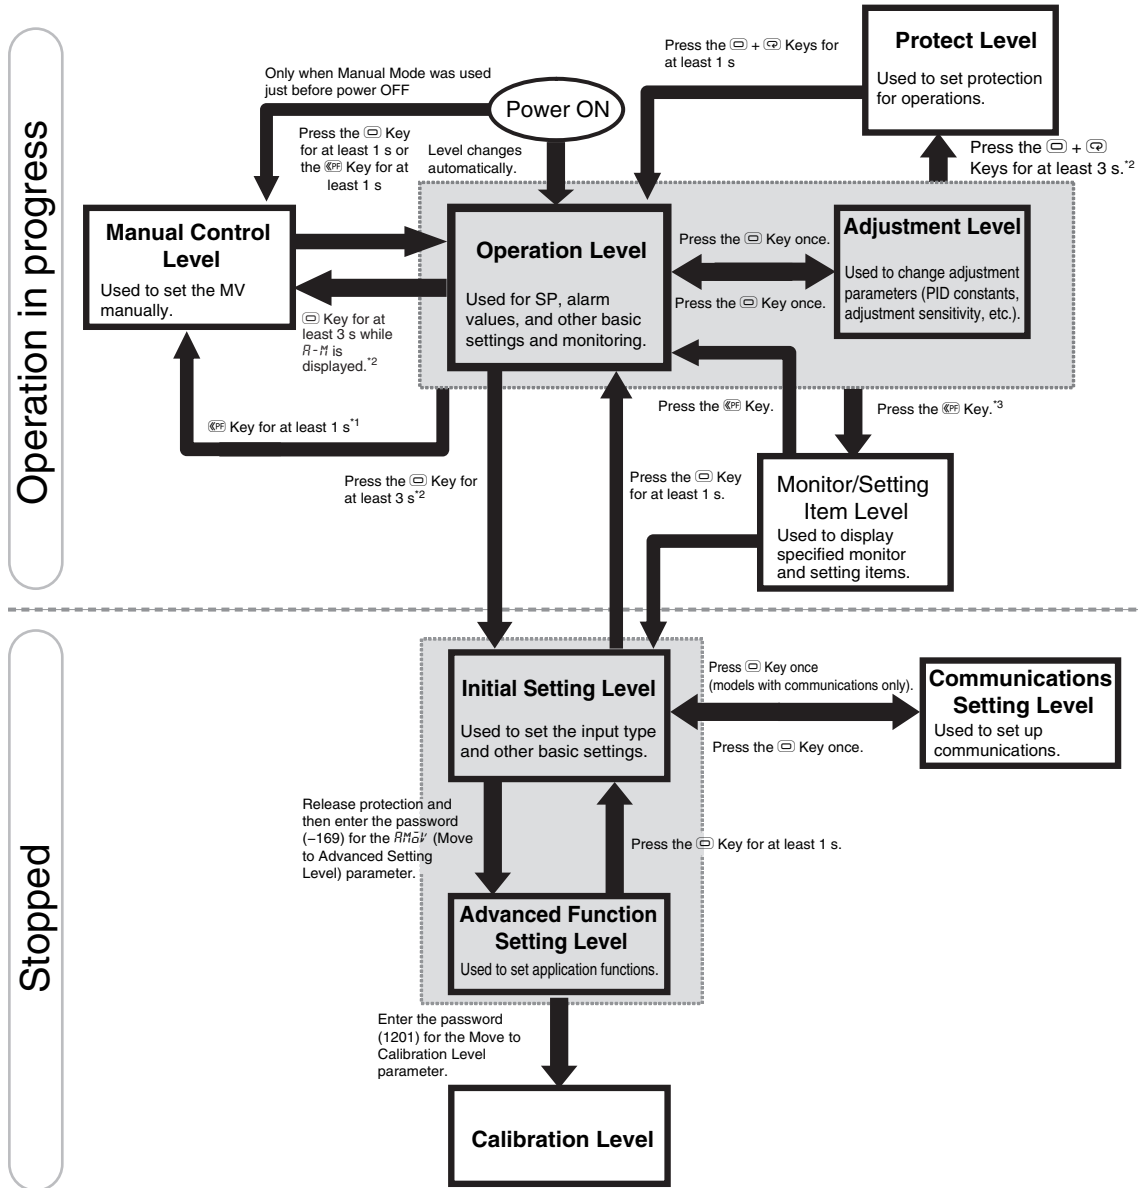 Operation in progress
Only when Manual Mode was used
just before power OFF
Power ON
Press the Key
for at least 1 s or
the PF Key for at
least 1 s
Level changes
automatically.
Press the + Keys for
at least 1 s
Protect Level
Used to set protection
for operations.
Press the +
Keys for at least 3 s.*2
Manual Control
Level
Used to set the MV
manually.
Operation Level
Used for SP, alarm
values, and other basic
settings and monitoring.
Press the Key once.
Press the Key once.
Adjustment Level
Used to change adjustment
parameters (PID constants,
adjustment sensitivity, etc.).
Key for at
least 3 s while
A-M is
displayed.*2
PF Key for at least 1 s*1
Press the Key for
at least 3 s*2
Press the PF Key.
Press the PF Key.*3
Press the Key
for at least 1 s.
Monitor/Setting
Item Level
Used to display
specified monitor
and setting items.
Stopped
Initial Setting Level
Used to set the input type
and other basic settings.
Press Key once
(models with communications only).
Press the Key once.
Communications
Setting Level
Used to set up
communications.
Release protection and
then enter the password
(−169) for the AMoV (Move
to Advanced Setting
Level) parameter.
Press the Key for at least 1 s.
Advanced Function
Setting Level
Used to set application functions.
Enter the password
(1201) for the Move to
Calibration Level
parameter.
Calibration Level